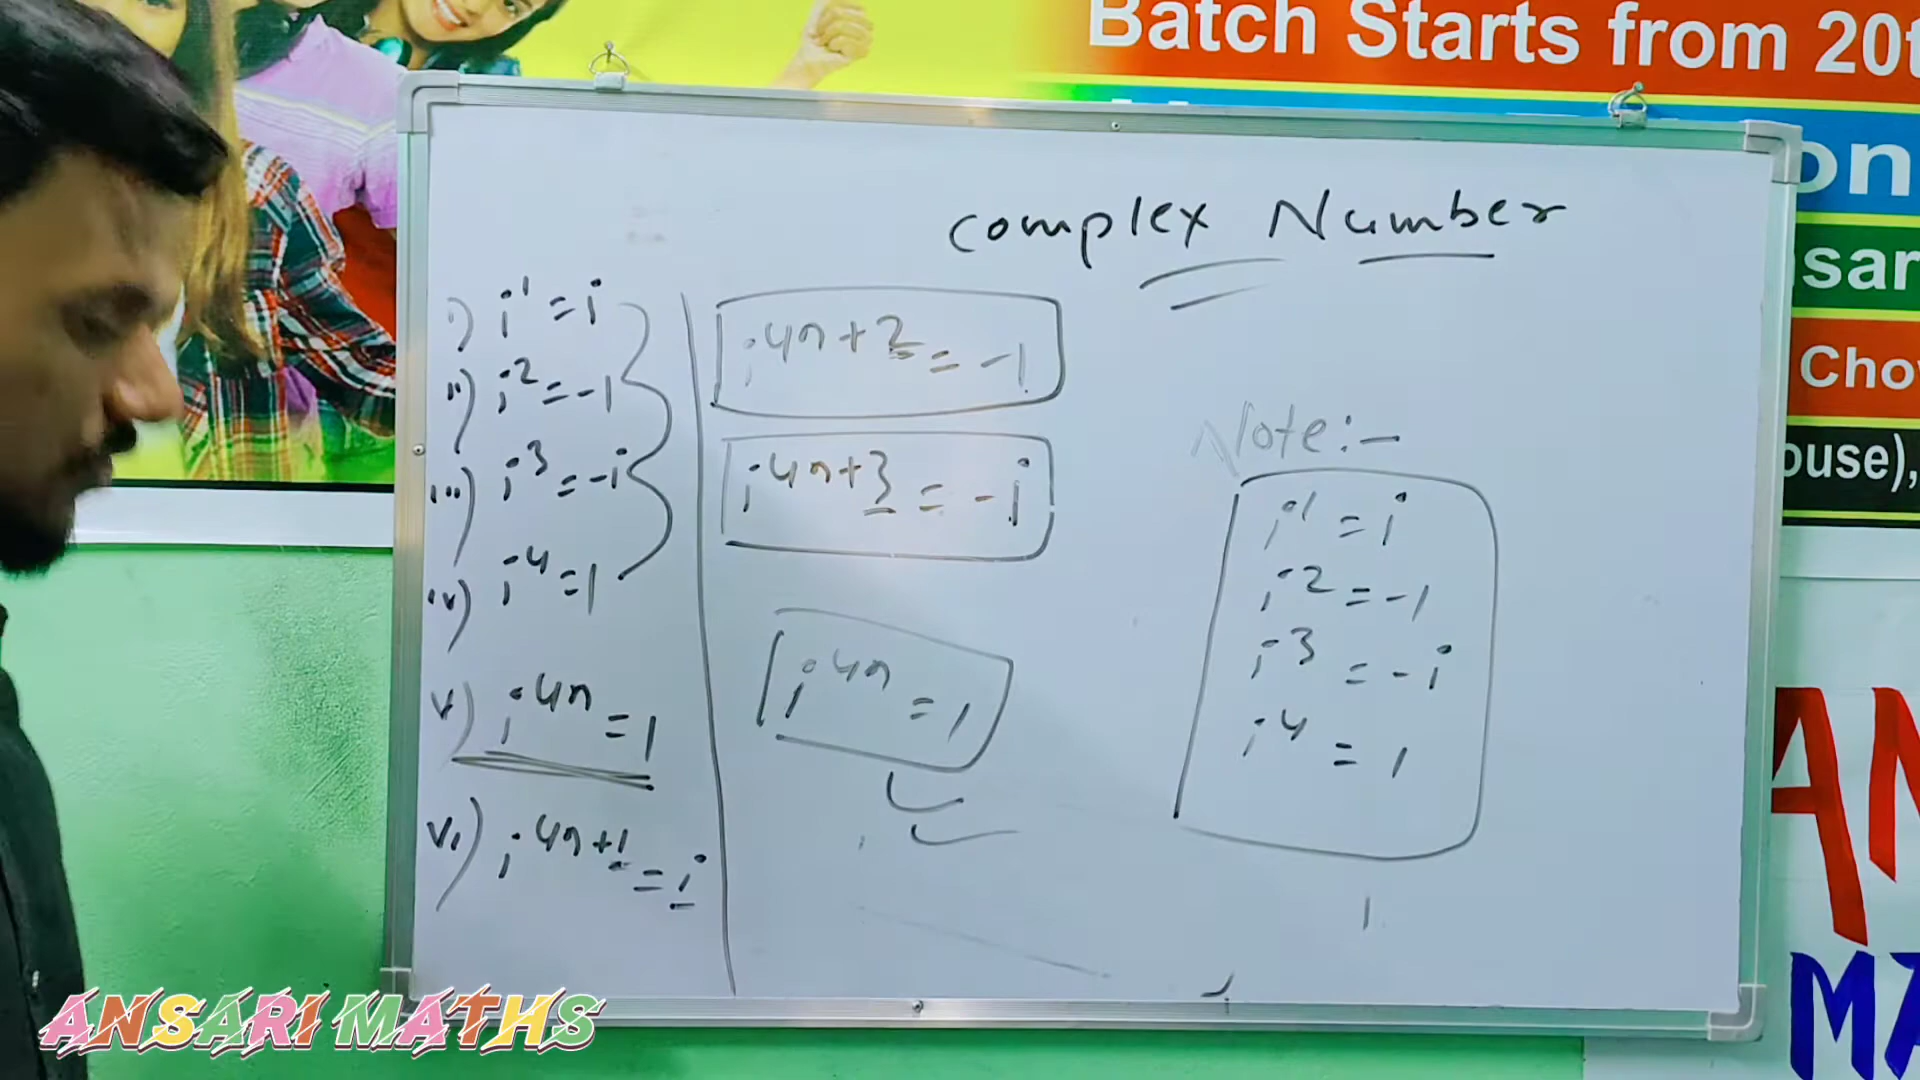 Batch Starts from 20t
on
sar
Cho
ouse),
complex Number
i) i¹ = i
ii) i² = -1
iii) i³ = -i
iv) i⁴ = 1
v) i⁴ⁿ = 1
vi) i⁴ⁿ⁺¹ = i
i⁴ⁿ⁺² = -1
i⁴ⁿ⁺³ = -i
i⁴ⁿ = 1
Note:-
i¹ = i
i² = -1
i³ = -i
i⁴ = 1
AN
MA
ANSARI MATHS